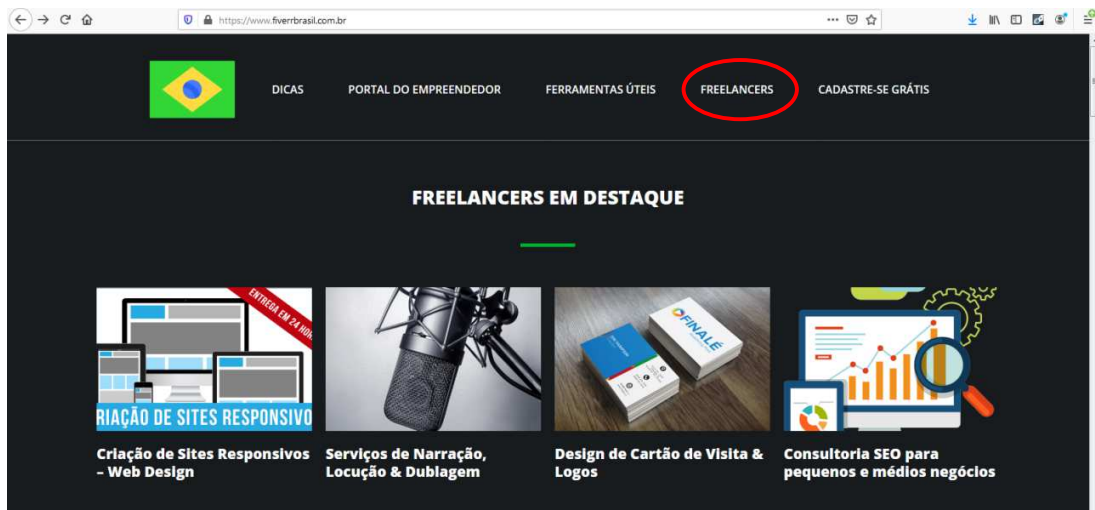 https://www.fiverrbrasil.com.br
DICAS
PORTAL DO EMPREENDEDOR
FERRAMENTAS ÚTEIS
FREELANCERS
CADASTRE-SE GRÁTIS
FREELANCERS EM DESTAQUE
ENTREGA EM 24 HOR
RIAÇÃO DE SITES RESPONSIVO
FINALÉ
Criação de Sites Responsivos
– Web Design
Serviços de Narração,
Locução & Dublagem
Design de Cartão de Visita &
Logos
Consultoria SEO para
pequenos e médios negócios